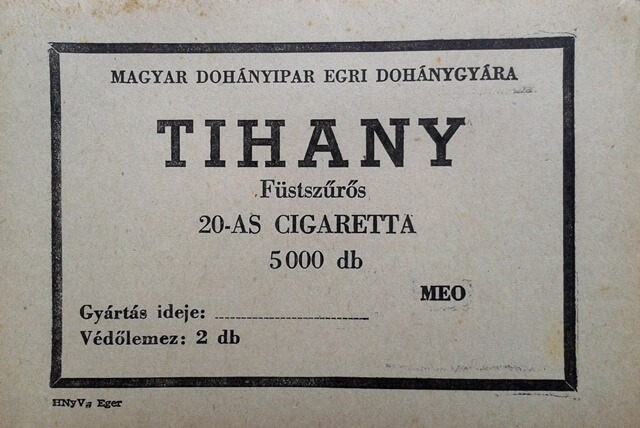 MAGYAR DOHÁNYIPAR EGRI DOHÁNYGYÁRA
TIHANY
Füstszűrős
20-AS CIGARETTA
5000 db
MEO
Gyártás ideje: ........................
Védőlemez: 2 db
HNyV., Eger